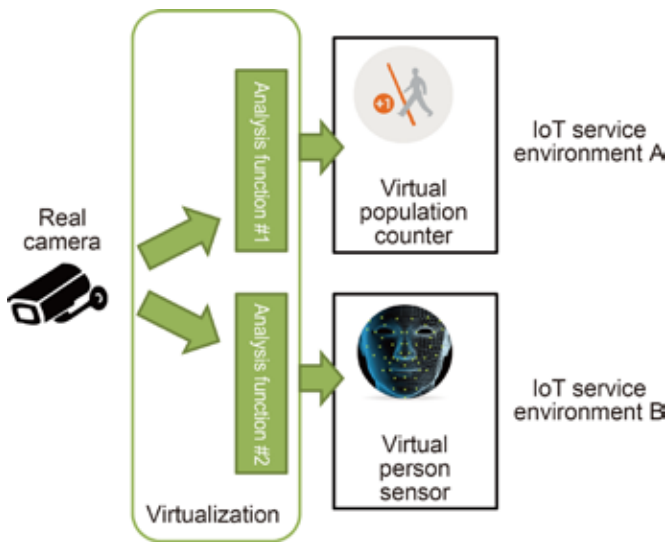 Real
camera
Analysis function #1
Analysis function #2
Virtualization
+1
Virtual
population
counter
IoT service
environment A
Virtual
person
sensor
IoT service
environment B